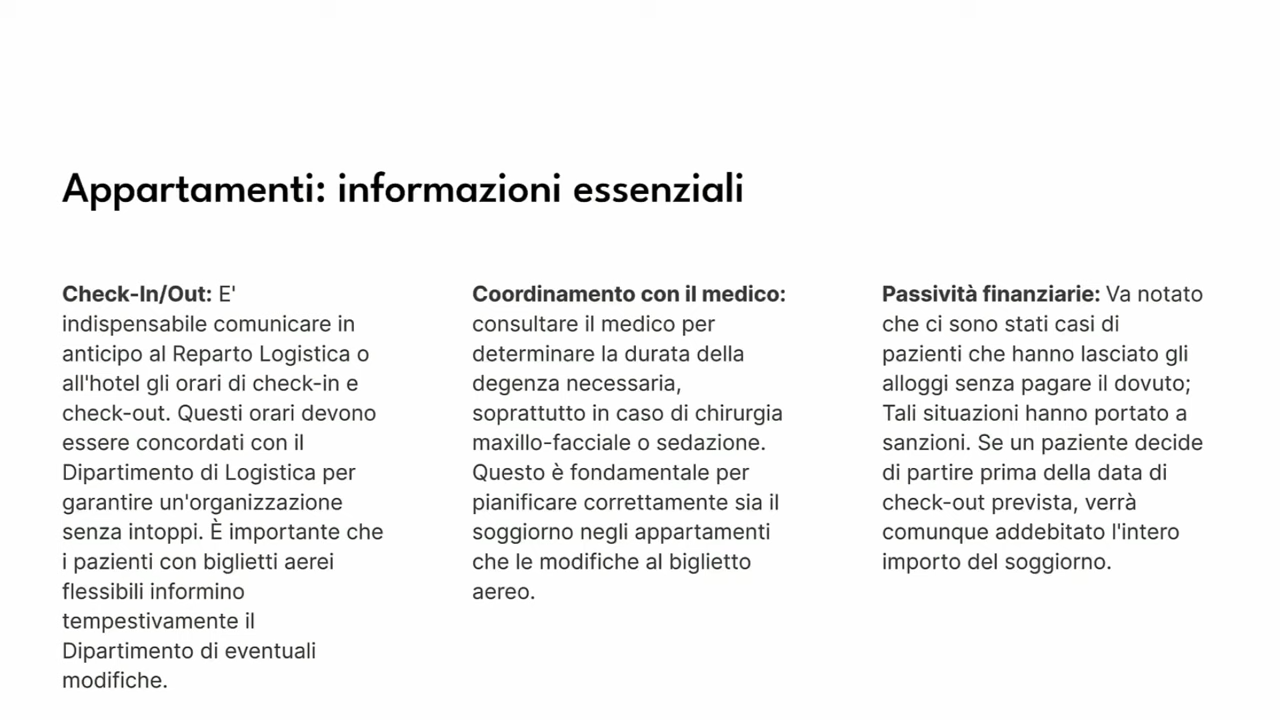 Appartamenti: informazioni essenziali
Check-In/Out: E'
indispensabile comunicare in
anticipo al Reparto Logistica o
all'hotel gli orari di check-in e
check-out. Questi orari devono
essere concordati con il
Dipartimento di Logistica per
garantire un'organizzazione
senza intoppi. È importante che
i pazienti con biglietti aerei
flessibili informino
tempestivamente il
Dipartimento di eventuali
modifiche.
Coordinamento con il medico:
consultare il medico per
determinare la durata della
degenza necessaria,
soprattutto in caso di chirurgia
maxillo-facciale o sedazione.
Questo è fondamentale per
pianificare correttamente sia il
soggiorno negli appartamenti
che le modifiche al biglietto
aereo.
Passività finanziarie: Va notato
che ci sono stati casi di
pazienti che hanno lasciato gli
alloggi senza pagare il dovuto;
Tali situazioni hanno portato a
sanzioni. Se un paziente decide
di partire prima della data di
check-out prevista, verrà
comunque addebitato l'intero
importo del soggiorno.